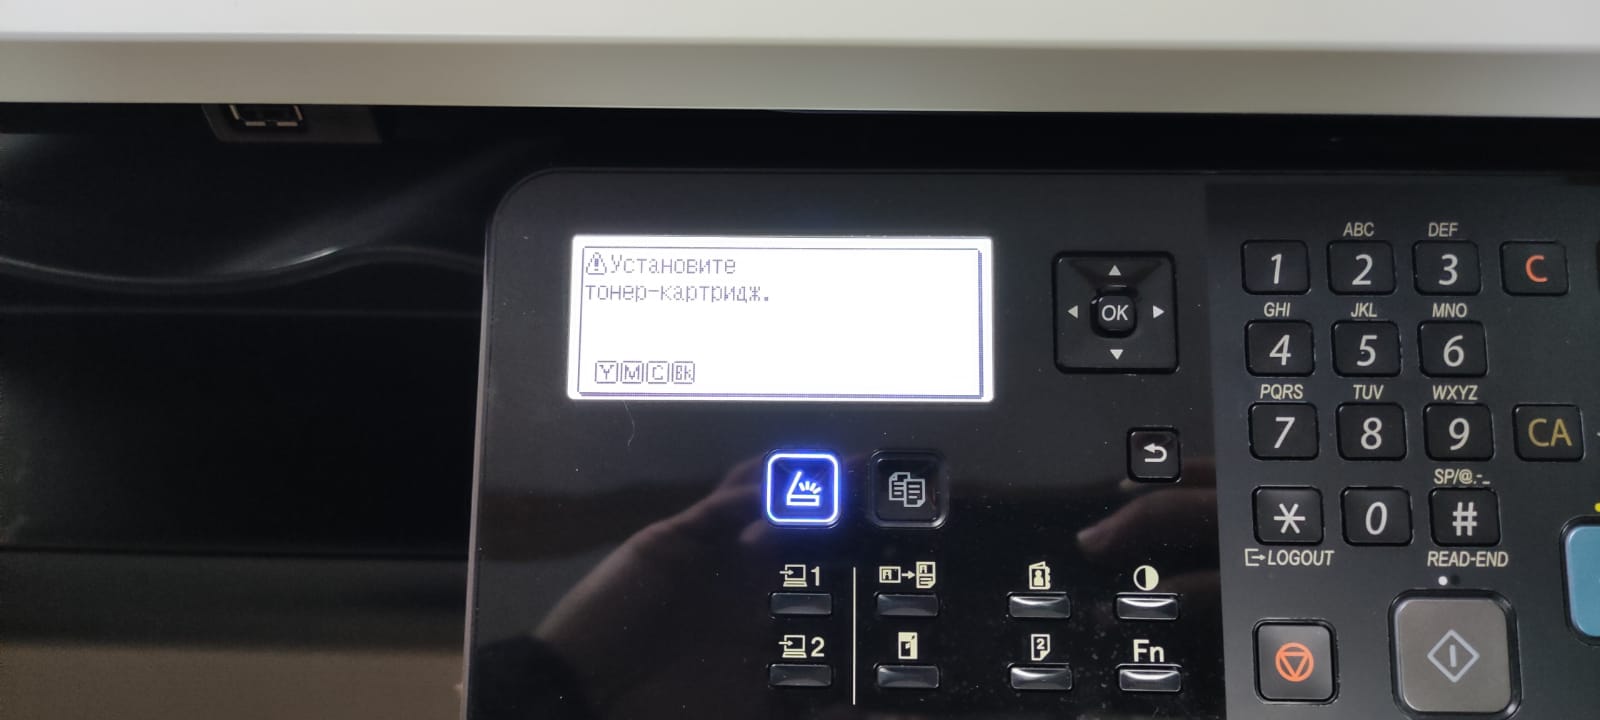 ⚠Установите
тонер-картридж.
Y M C Bk
OK
ABC DEF
1 2 3 C
GHI JKL MNO
4 5 6
PQRS TUV WXYZ
7 8 9 CA
SP/@.-_
* 0 #
LOGOUT READ-END
1
2
2
Fn